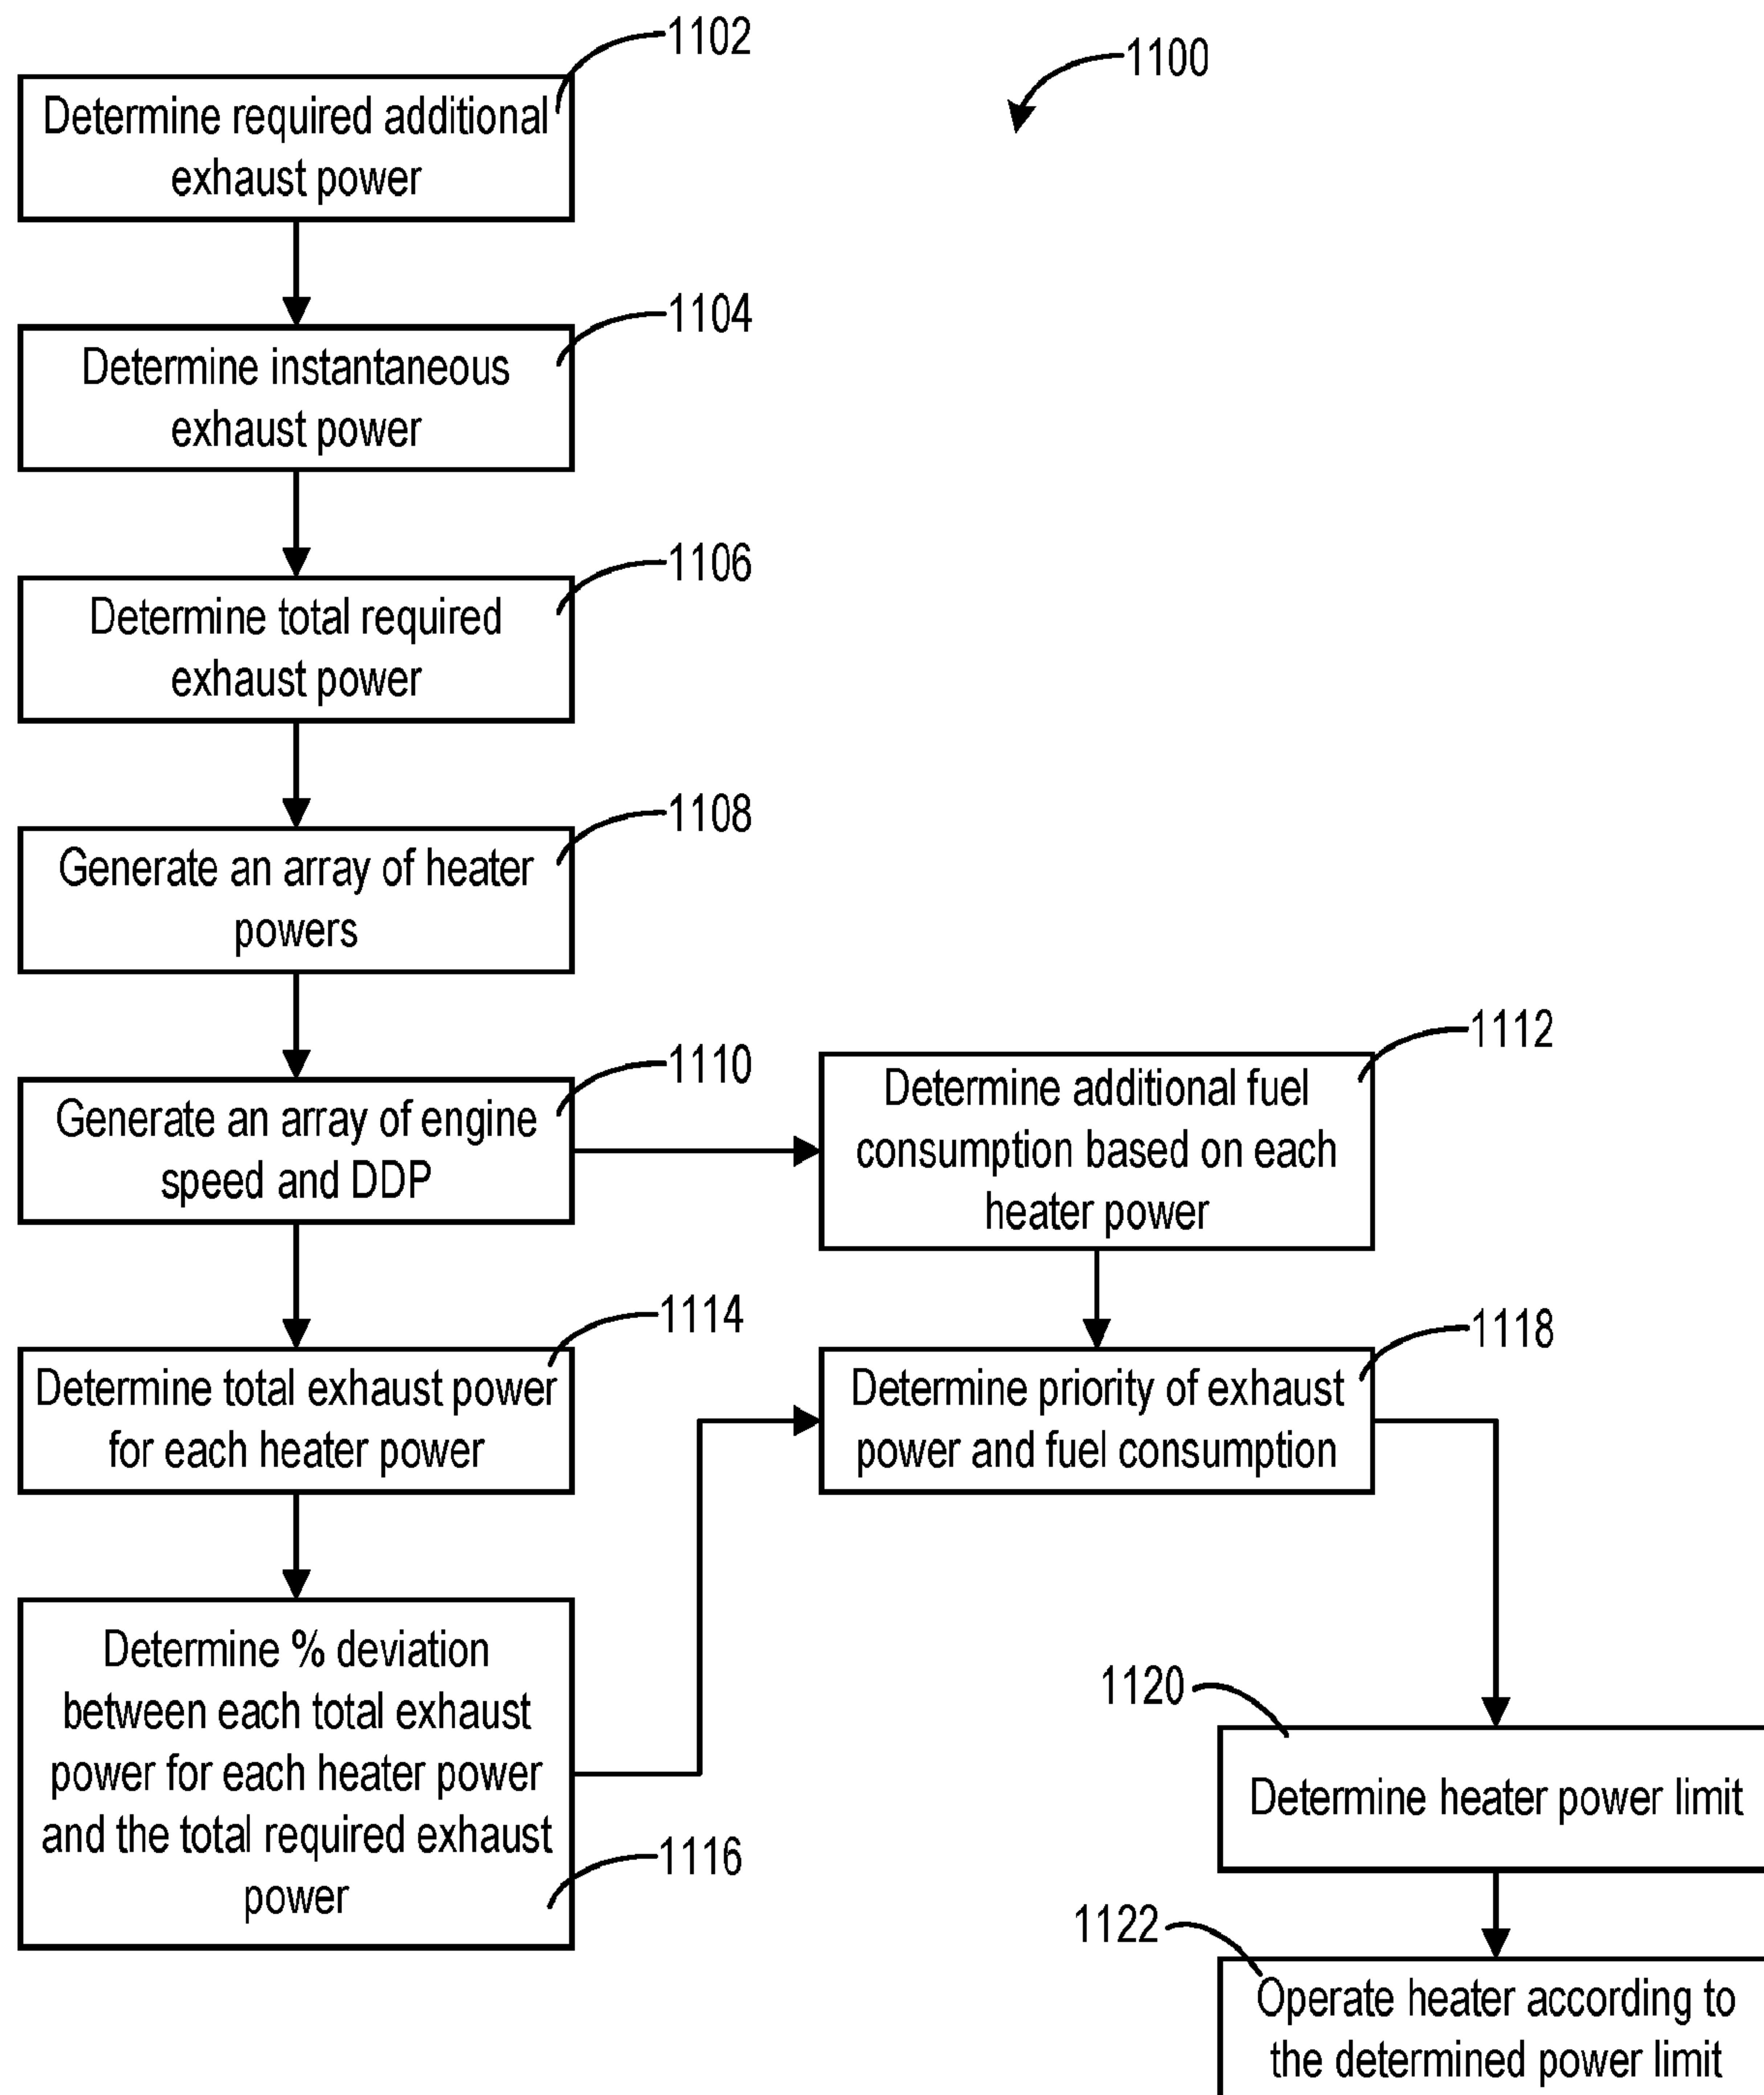 1102
1100
Determine required additional
exhaust power
1104
Determine instantaneous
exhaust power
1106
Determine total required
exhaust power
1108
Generate an array of heater
powers
1110
Generate an array of engine
speed and DDP
1112
Determine additional fuel
consumption based on each
heater power
1114
Determine total exhaust power
for each heater power
1118
Determine priority of exhaust
power and fuel consumption
Determine % deviation
between each total exhaust
power for each heater power
and the total required exhaust
power
1116
1120
Determine heater power limit
1122
Operate heater according to
the determined power limit